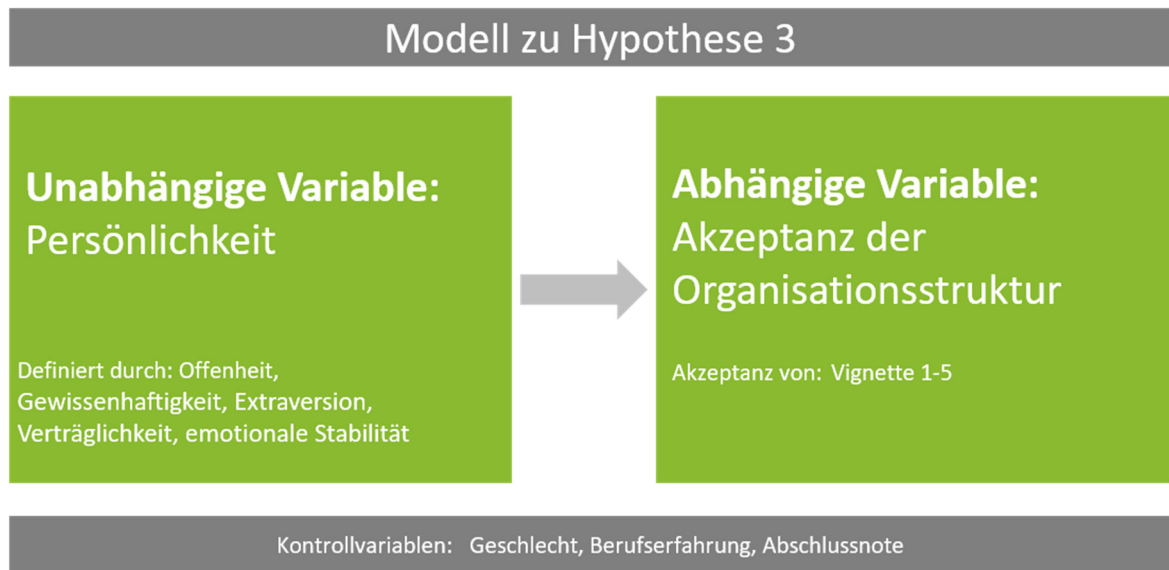 Modell zu Hypothese 3
Unabhängige Variable:
Persönlichkeit
Definiert durch: Offenheit,
Gewissenhaftigkeit, Extraversion,
Verträglichkeit, emotionale Stabilität
Abhängige Variable:
Akzeptanz der
Organisationsstruktur
Akzeptanz von: Vignette 1-5
Kontrollvariablen: Geschlecht, Berufserfahrung, Abschlussnote